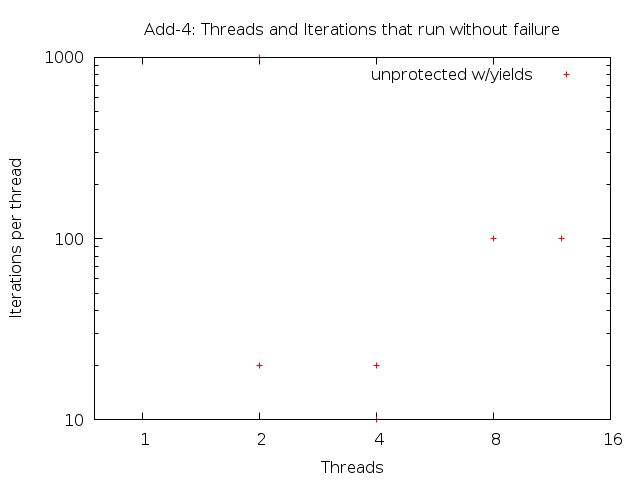 Add-4: Threads and Iterations that run without failure
1000
unprotected w/yields
Iterations per thread
100
10
1 2 4 8 16
Threads